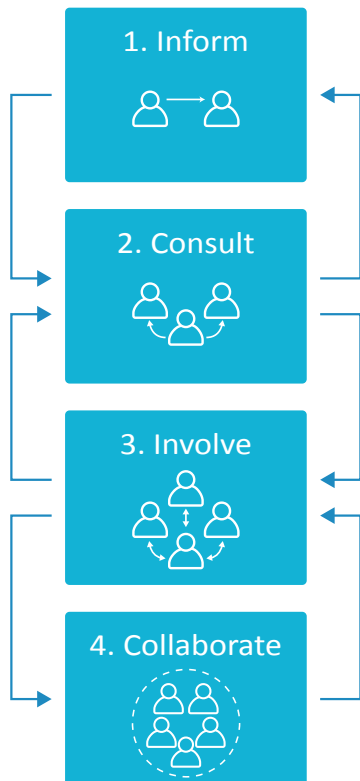 1. Inform
2. Consult
3. Involve
4. Collaborate